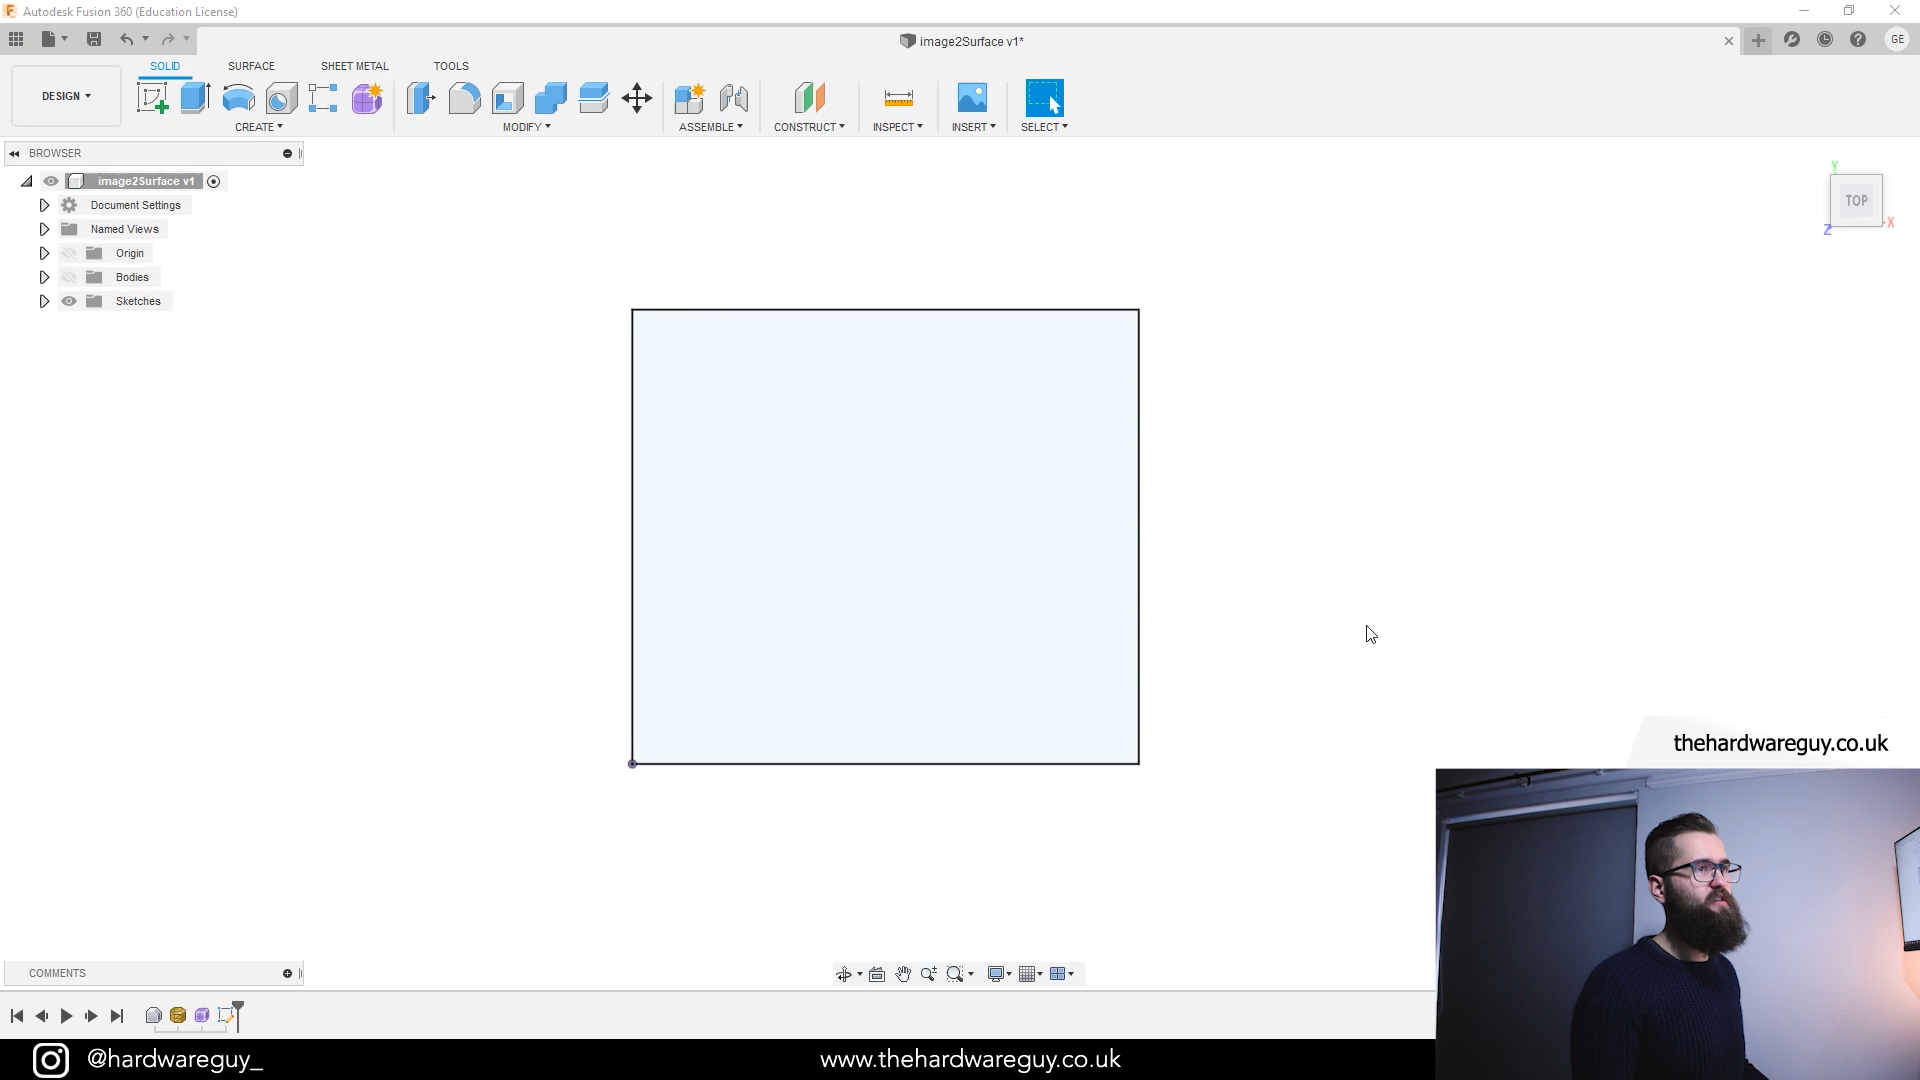 Autodesk Fusion 360 (Education License)
image2Surface v1*
GE
DESIGN
SOLID
SURFACE
SHEET METAL
TOOLS
CREATE
MODIFY
ASSEMBLE
CONSTRUCT
INSPECT
INSERT
SELECT
BROWSER
image2Surface v1
Document Settings
Named Views
Origin
Bodies
Sketches
Y
TOP
X
Z
thehardwareguy.co.uk
COMMENTS
@hardwareguy_
www.thehardwareguy.co.uk